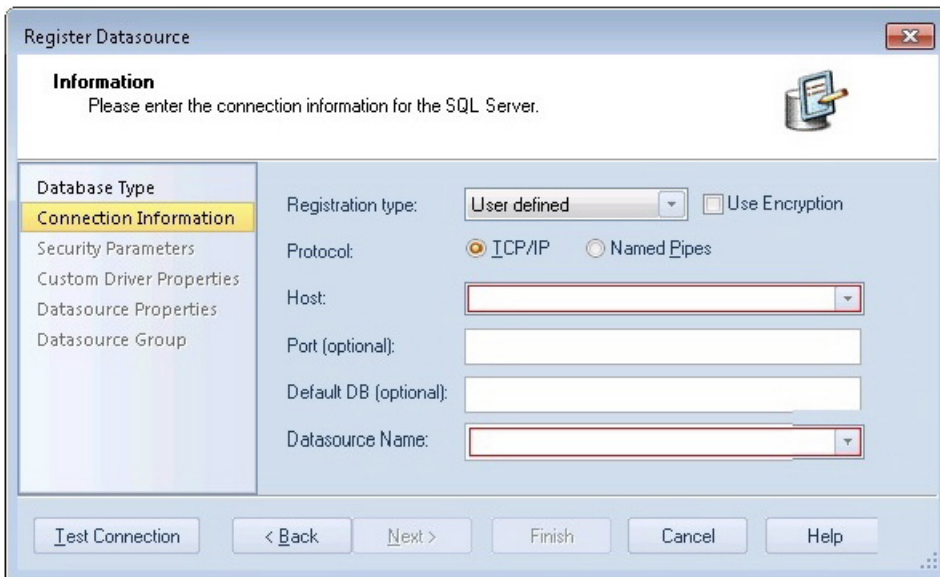 Register Datasource
Information
Please enter the connection information for the SQL Server.
Database Type
Connection Information
Security Parameters
Custom Driver Properties
Datasource Properties
Datasource Group
Registration type: User defined Use Encryption
Protocol: TCP/IP Named Pipes
Host:
Port (optional):
Default DB (optional):
Datasource Name:
Test Connection < Back Next > Finish Cancel Help